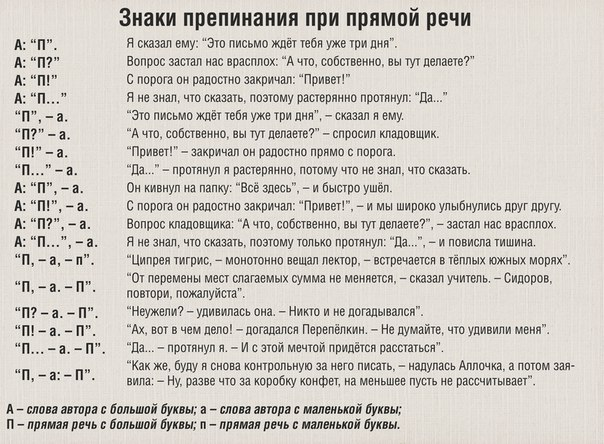 Знаки препинания при прямой речи
А: “П”. Я сказал ему: “Это письмо ждёт тебя уже три дня”.
А: “П?” Вопрос застал нас врасплох: “А что, собственно, вы тут делаете?”
А: “П!” С порога он радостно закричал: “Привет!”
А: “П…” Я не знал, что сказать, поэтому растерянно протянул: “Да...”
“П”, – а. “Это письмо ждёт тебя уже три дня”, – сказал я ему.
“П?” – а. “А что, собственно, вы тут делаете?” – спросил кладовщик.
“П!” – а. “Привет!” – закричал он радостно прямо с порога.
“П…” – а. “Да...” – протянул я растерянно, потому что не знал, что сказать.
А: “П”, – а. Он кивнул на папку: “Всё здесь”, – и быстро ушёл.
А: “П!”, – а. С порога он радостно закричал: “Привет!”, – и мы широко улыбнулись друг другу.
А: “П?”, – а. Вопрос кладовщика: “А что, собственно, вы тут делаете?”, – застал нас врасплох.
А: “П…”, – а. Я не знал, что сказать, поэтому только протянул: “Да...”, – и повисла тишина.
“П, – а, – п”. “Ципрея тигрис, – монотонно вещал лектор, – встречается в тёплых южных морях”.
“П, – а. – П”. “От перемены мест слагаемых сумма не меняется, – сказал учитель. – Сидоров,
повтори, пожалуйста”.
“П? – а. – П”. “Неужели? – удивилась она. – Никто и не догадывался”.
“П! – а. – П”. “Ах, вот в чем дело! – догадался Перепёлкин. – Не думайте, что удивили меня”.
“П… – а. – П”. “Да... – протянул я. – И с этой мечтой придётся расстаться”.
“П, – а: – П”. “Как же, буду я снова контрольную за него писать, – надулась Аллочка, а потом зая-
вила: – Ну, разве что за коробку конфет, на меньшее пусть не рассчитывает”.
А – слова автора с большой буквы; а – слова автора с маленькой буквы;
П – прямая речь с большой буквы; п – прямая речь с маленькой буквы.